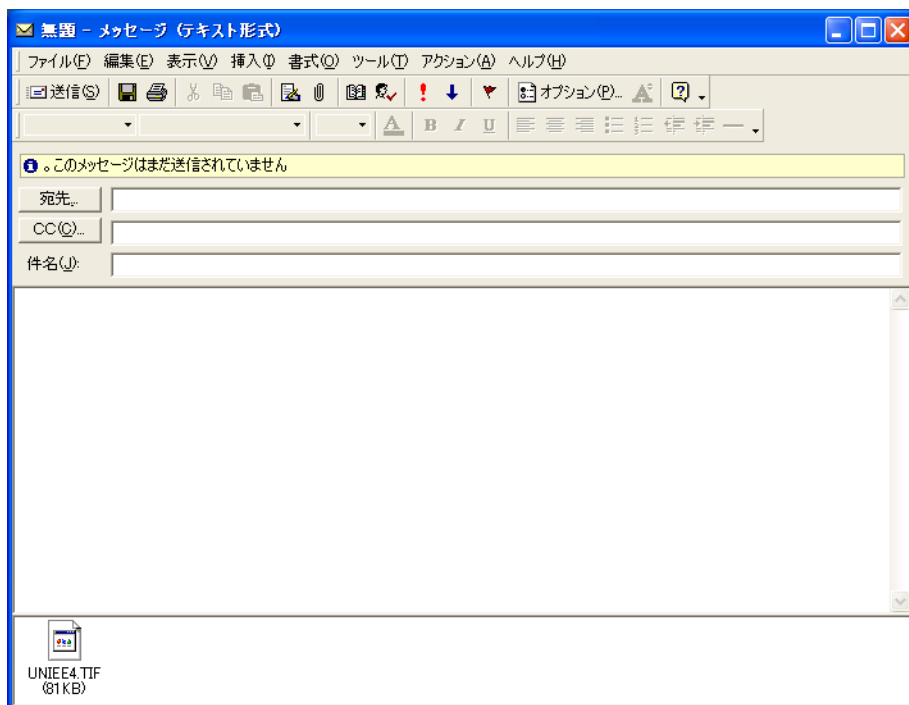 無題 - メッセージ (テキスト形式)
ファイル(F) 編集(E) 表示(V) 挿入(I) 書式(O) ツール(T) アクション(A) ヘルプ(H)
送信(S) オプション(P)...
A B I U
。このメッセージはまだ送信されていません
宛先...
CC(C)...
件名(J):
UNIEE4.TIF
(81KB)